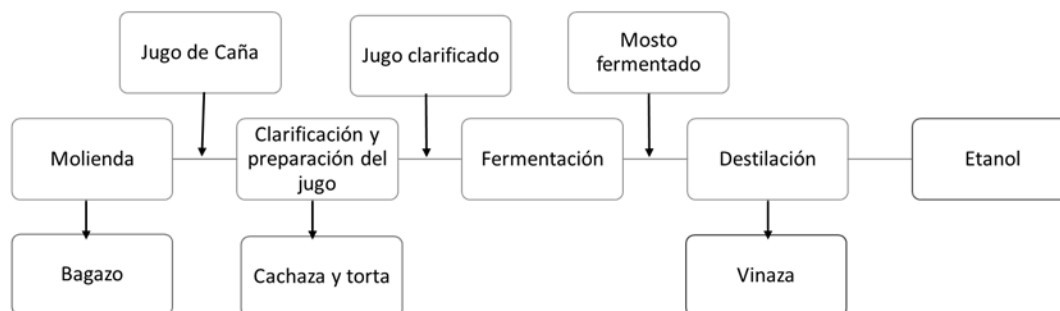 Jugo de Caña
Jugo clarificado
Mosto
fermentado
Molienda
Clarificación y
preparación del
jugo
Fermentación
Destilación
Etanol
Bagazo
Cachaza y torta
Vinaza